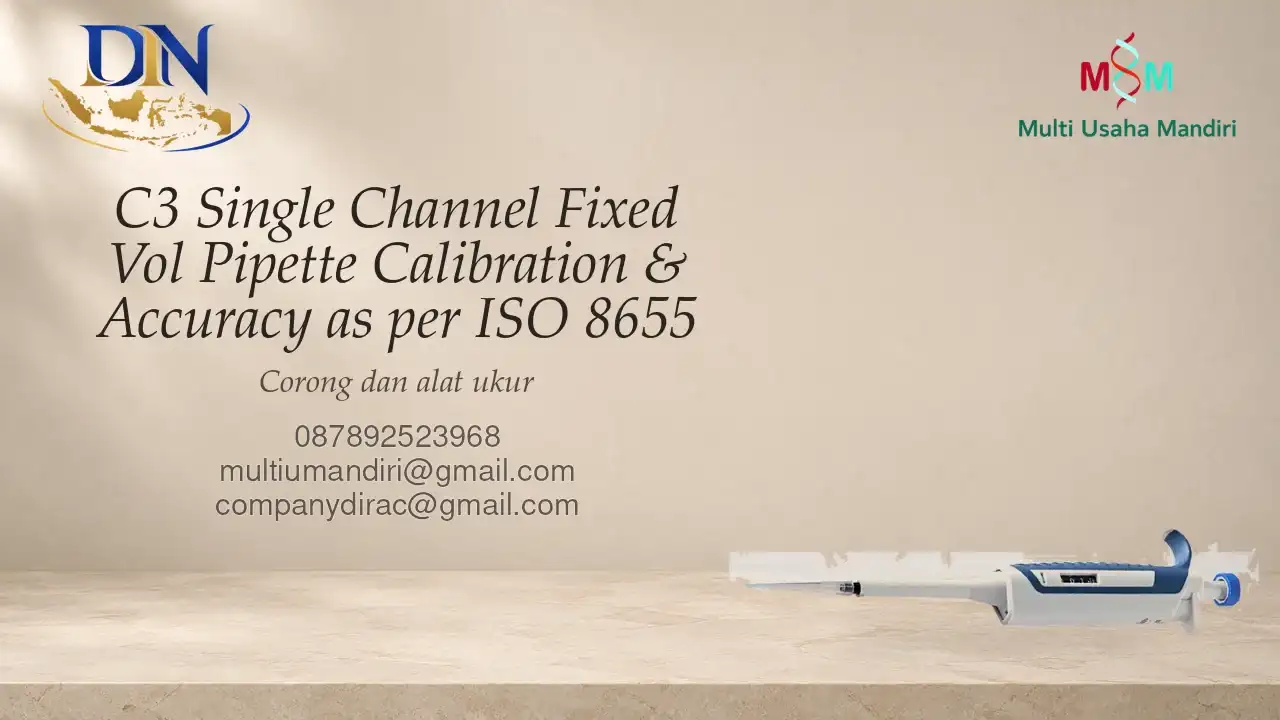 DIN
M M
Multi Usaha Mandiri
C3 Single Channel Fixed
Vol Pipette Calibration &
Accuracy as per ISO 8655
Corong dan alat ukur
087892523968
multiumandiri@gmail.com
companydirac@gmail.com